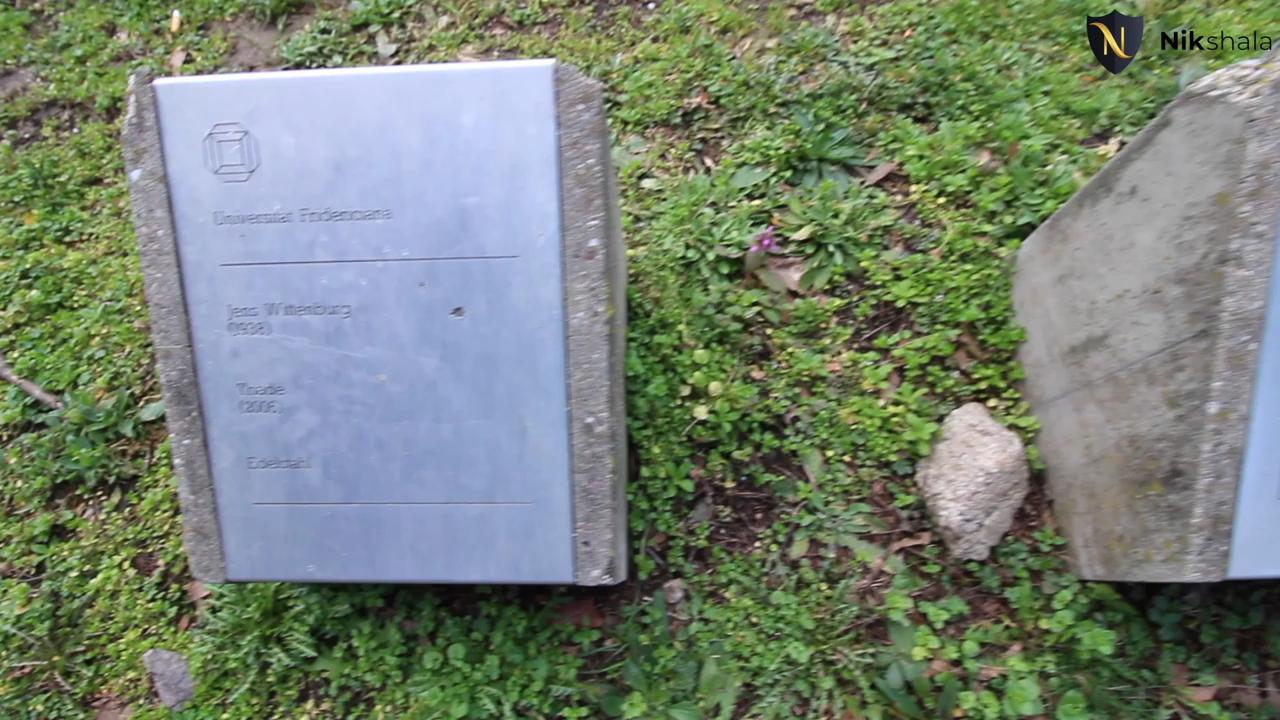 Nikshala
Universität Fridericiana
Jens Wittenburg
(1938)
Triade
(2006)
Edelstahl